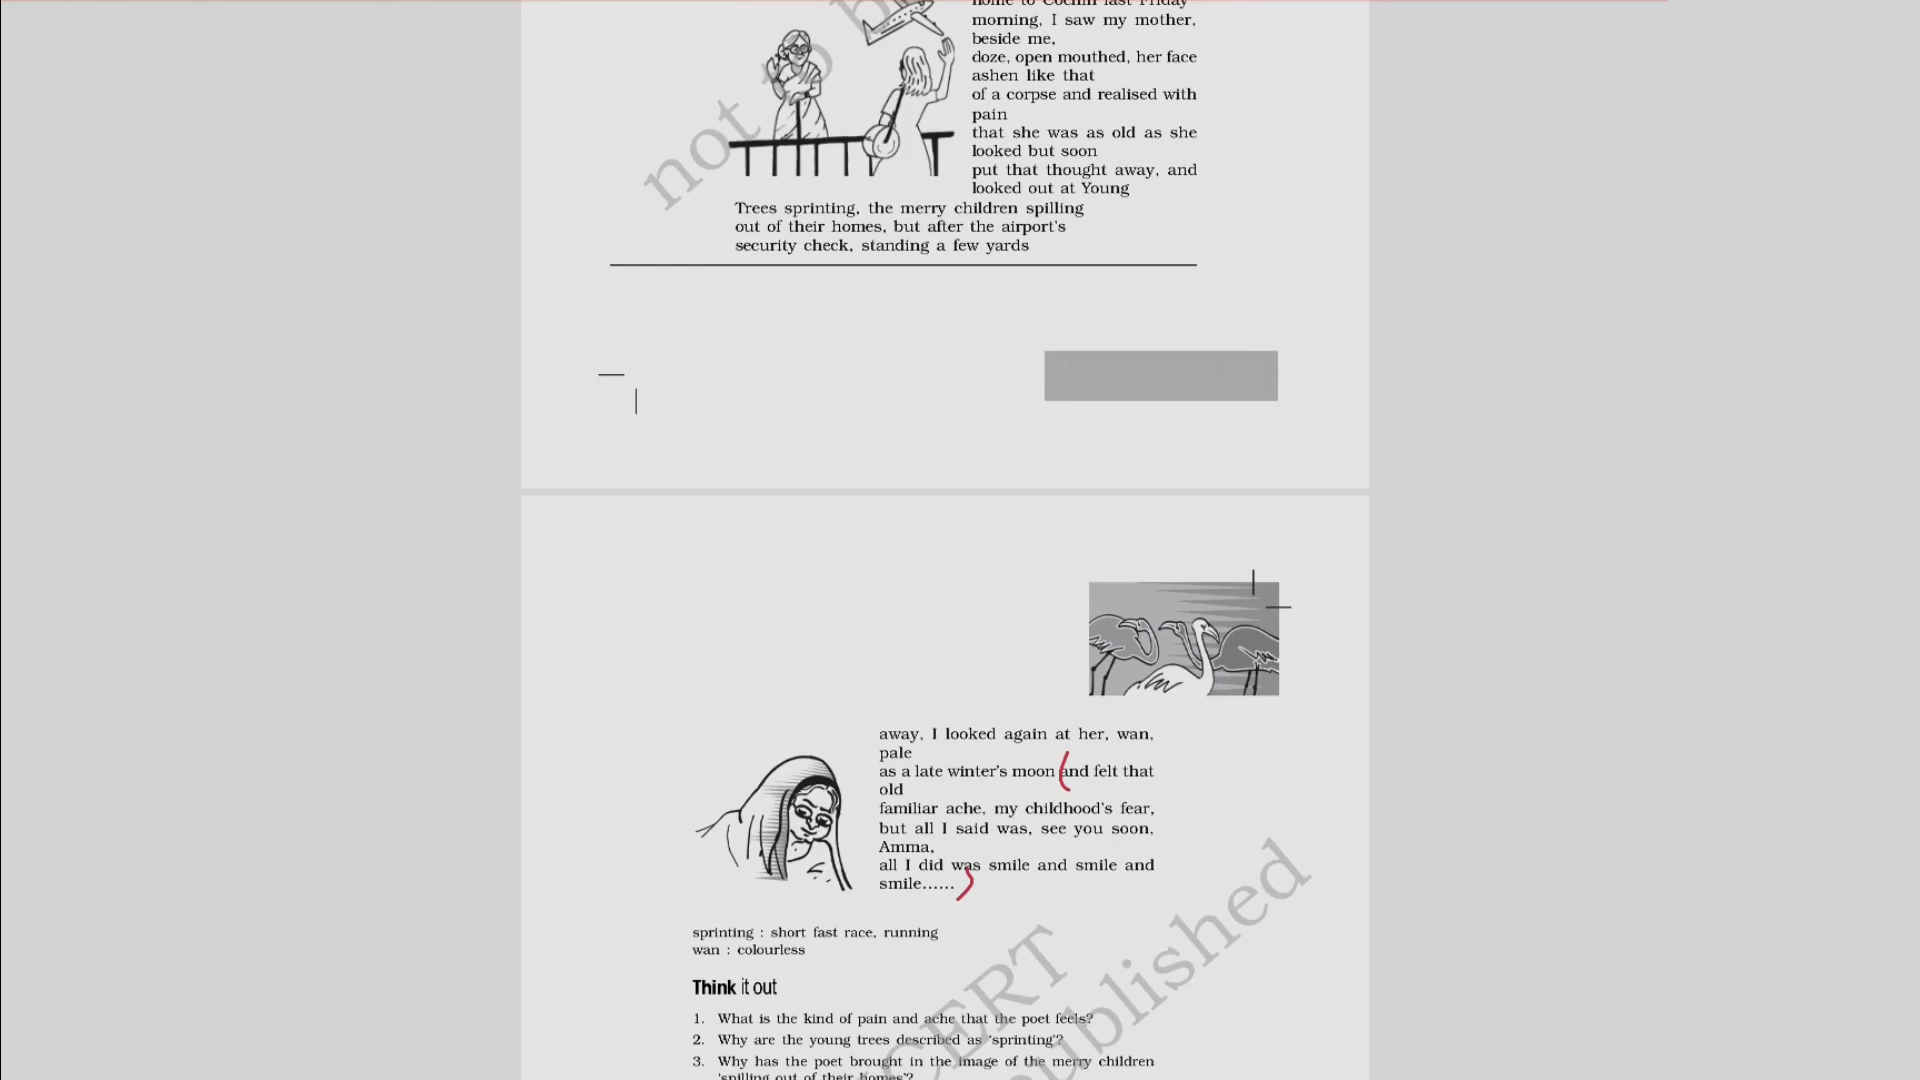 home to Cochin last Friday
morning, I saw my mother,
beside me,
doze, open mouthed, her face
ashen like that
of a corpse and realised with
pain
that she was as old as she
looked but soon
put that thought away, and
looked out at Young
Trees sprinting, the merry children spilling
out of their homes, but after the airport's
security check, standing a few yards
not to be
away, I looked again at her, wan,
pale
as a late winter's moon and felt that
old
familiar ache, my childhood's fear,
but all I said was, see you soon,
Amma,
all I did was smile and smile and
smile......
sprinting : short fast race, running
wan : colourless
Think it out
1. What is the kind of pain and ache that the poet feels?
2. Why are the young trees described as 'sprinting'?
3. Why has the poet brought in the image of the merry children
'spilling out of their homes'?
CERT
published